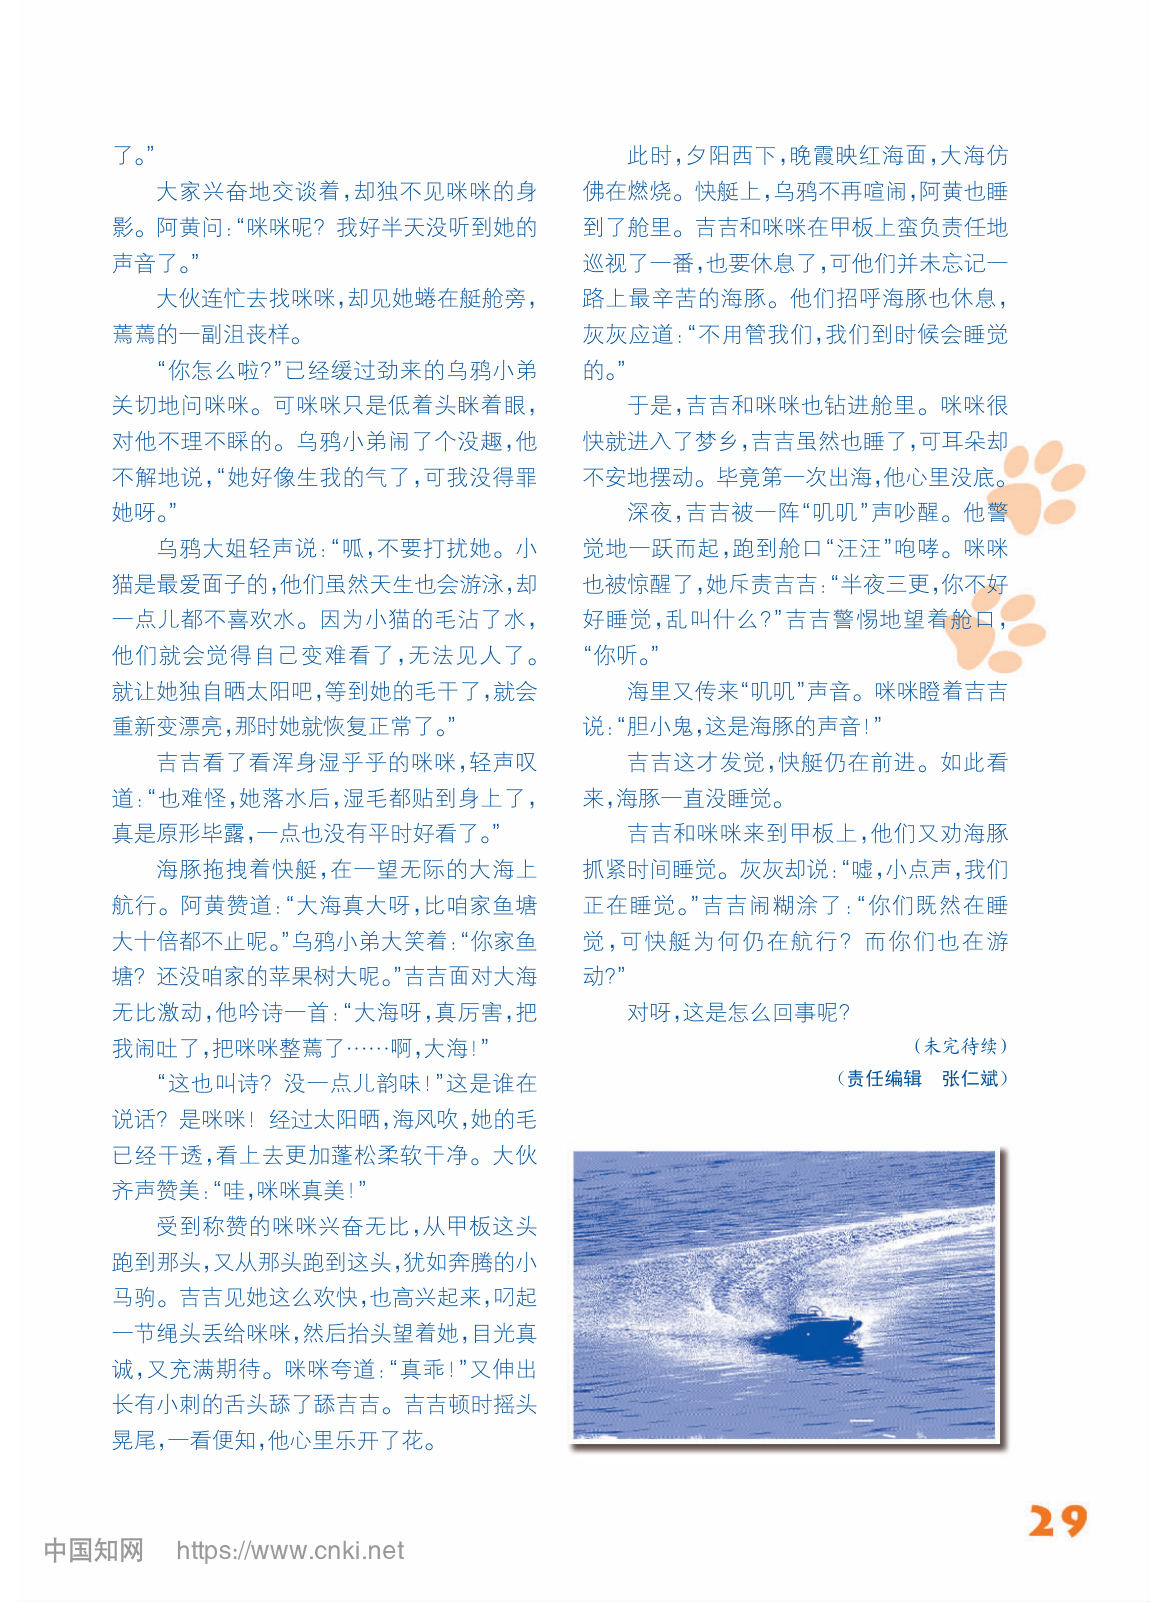 了。”
大家兴奋地交谈着,却独不见咪咪的身
影。阿黄问:“咪咪呢？我好半天没听到她的
声音了。”
大伙连忙去找咪咪,却见她蜷在艇舱旁,
蔫蔫的一副沮丧样。
“你怎么啦?”已经缓过劲来的乌鸦小弟
关切地问咪咪。可咪咪只是低着头眯着眼,
对他不理不睬的。乌鸦小弟闹了个没趣,他
不解地说,“她好像生我的气了,可我没得罪
她呀。”
乌鸦大姐轻声说:“呱,不要打扰她。小
猫是最爱面子的,他们虽然天生也会游泳,却
一点儿都不喜欢水。因为小猫的毛沾了水,
他们就会觉得自己变难看了,无法见人了。
就让她独自晒太阳吧,等到她的毛干了,就会
重新变漂亮,那时她就恢复正常了。”
吉吉看了看浑身湿乎乎的咪咪,轻声叹
道:“也难怪,她落水后,湿毛都贴到身上了,
真是原形毕露,一点也没有平时好看了。”
海豚拖拽着快艇,在一望无际的大海上
航行。阿黄赞道:“大海真大呀,比咱家鱼塘
大十倍都不止呢。”乌鸦小弟大笑着:“你家鱼
塘？还没咱家的苹果树大呢。”吉吉面对大海
无比激动,他吟诗一首:“大海呀,真厉害,把
我闹吐了,把咪咪整蔫了……啊,大海!”
“这也叫诗？没一点儿韵味!”这是谁在
说话？是咪咪！经过太阳晒,海风吹,她的毛
已经干透,看上去更加蓬松柔软干净。大伙
齐声赞美:“哇,咪咪真美!”
受到称赞的咪咪兴奋无比,从甲板这头
跑到那头,又从那头跑到这头,犹如奔腾的小
马驹。吉吉见她这么欢快,也高兴起来,叼起
一节绳头丢给咪咪,然后抬头望着她,目光真
诚,又充满期待。咪咪夸道:“真乖!”又伸出
长有小刺的舌头舔了舔吉吉。吉吉顿时摇头
晃尾,一看便知,他心里乐开了花。
此时,夕阳西下,晚霞映红海面,大海仿
佛在燃烧。快艇上,乌鸦不再喧闹,阿黄也睡
到了舱里。吉吉和咪咪在甲板上蛮负责任地
巡视了一番,也要休息了,可他们并未忘记一
路上最辛苦的海豚。他们招呼海豚也休息,
灰灰应道:“不用管我们,我们到时候会睡觉
的。”
于是,吉吉和咪咪也钻进舱里。咪咪很
快就进入了梦乡,吉吉虽然也睡了,可耳朵却
不安地摆动。毕竟第一次出海,他心里没底。
深夜,吉吉被一阵“叽叽”声吵醒。他警
觉地一跃而起,跑到舱口“汪汪”咆哮。咪咪
也被惊醒了,她斥责吉吉:“半夜三更,你不好
好睡觉,乱叫什么?”吉吉警惕地望着舱口,
“你听。”
海里又传来“叽叽”声音。咪咪瞪着吉吉
说:“胆小鬼,这是海豚的声音!”
吉吉这才发觉,快艇仍在前进。如此看
来,海豚一直没睡觉。
吉吉和咪咪来到甲板上,他们又劝海豚
抓紧时间睡觉。灰灰却说:“嘘,小点声,我们
正在睡觉。”吉吉闹糊涂了:“你们既然在睡
觉,可快艇为何仍在航行？而你们也在游
动?”
对呀,这是怎么回事呢?
(未完待续)
(责任编辑　张仁斌)
29
中国知网　https://www.cnki.net